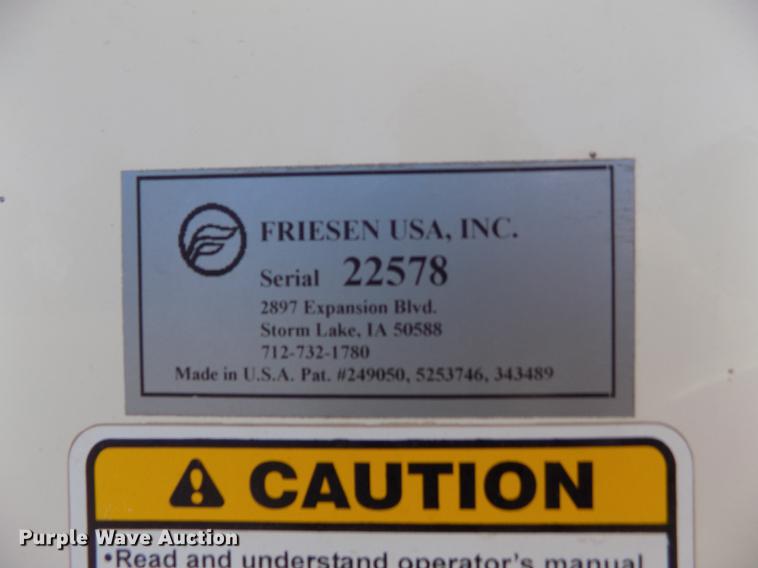 FRIESEN USA, INC.
Serial 22578
2897 Expansion Blvd.
Storm Lake, IA 50588
712-732-1780
Made in U.S.A. Pat. #249050, 5253746, 343489
CAUTION
Purple Wave Auction
•Read and understand operator's manual